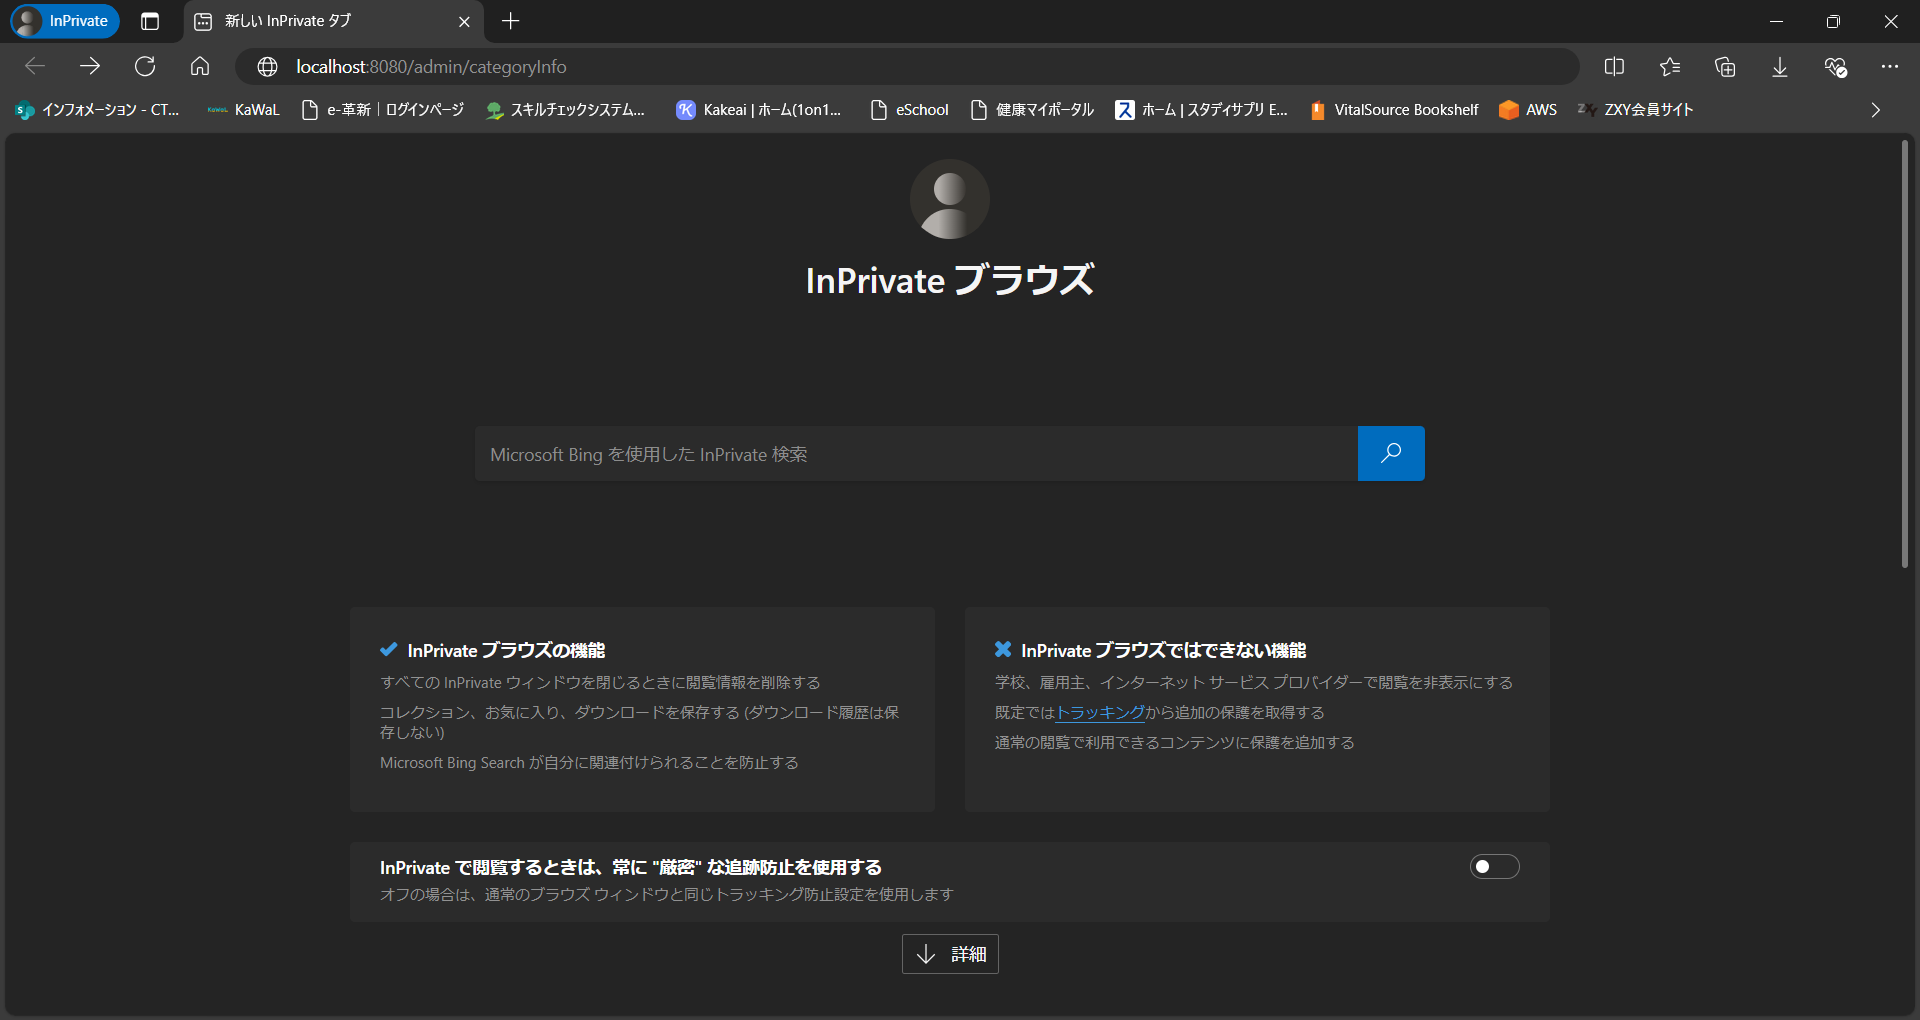 InPrivate
新しい InPrivate タブ
localhost:8080/admin/categoryInfo
インフォメーション - CT...
KaWaL
KaWaL
e-革新｜ログインページ
スキルチェックシステム...
Kakeai | ホーム(1on1...
eSchool
健康マイポータル
ス
ホーム | スタディサプリ E...
VitalSource Bookshelf
AWS
ZXY
ZXY会員サイト
InPrivate ブラウズ
Microsoft Bing を使用した InPrivate 検索
InPrivate ブラウズの機能
すべての InPrivate ウィンドウを閉じるときに閲覧情報を削除する
コレクション、お気に入り、ダウンロードを保存する (ダウンロード履歴は保
存しない)
Microsoft Bing Search が自分に関連付けられることを防止する
InPrivate ブラウズではできない機能
学校、雇用主、インターネット サービス プロバイダーで閲覧を非表示にする
既定ではトラッキングから追加の保護を取得する
通常の閲覧で利用できるコンテンツに保護を追加する
InPrivate で閲覧するときは、常に "厳密" な追跡防止を使用する
オフの場合は、通常のブラウズ ウィンドウと同じトラッキング防止設定を使用します
詳細